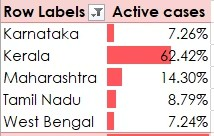 Row Labels Active cases
Karnataka 7.26%
Kerala 62.42%
Maharashtra 14.30%
Tamil Nadu 8.79%
West Bengal 7.24%